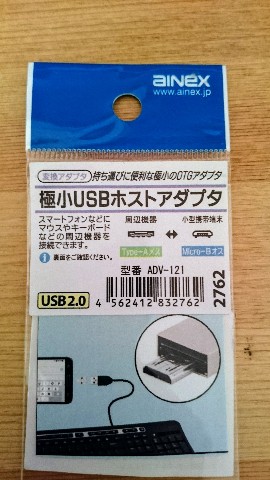 AINEX
www.ainex.jp
変換アダプタ 持ち運びに便利な極小のOTGアダプタ
極小USBホストアダプタ
スマートフォンなどに
マウスやキーボード
などの周辺機器を
接続できます。
裏面をご確認ください。
周辺機器 小型携帯端末
Type-Aメス Micro-Bオス
型番 ADV-121
USB2.0
4 562412 832762
2762